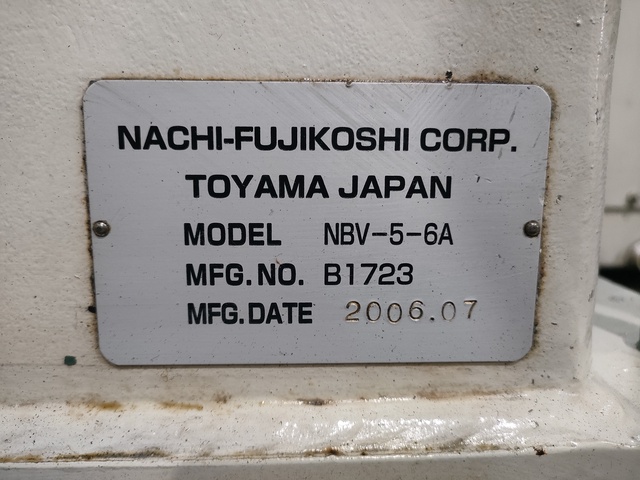 NACHI-FUJIKOSHI CORP.
TOYAMA JAPAN
MODEL NBV-5-6A
MFG.NO. B1723
MFG.DATE 2006.07